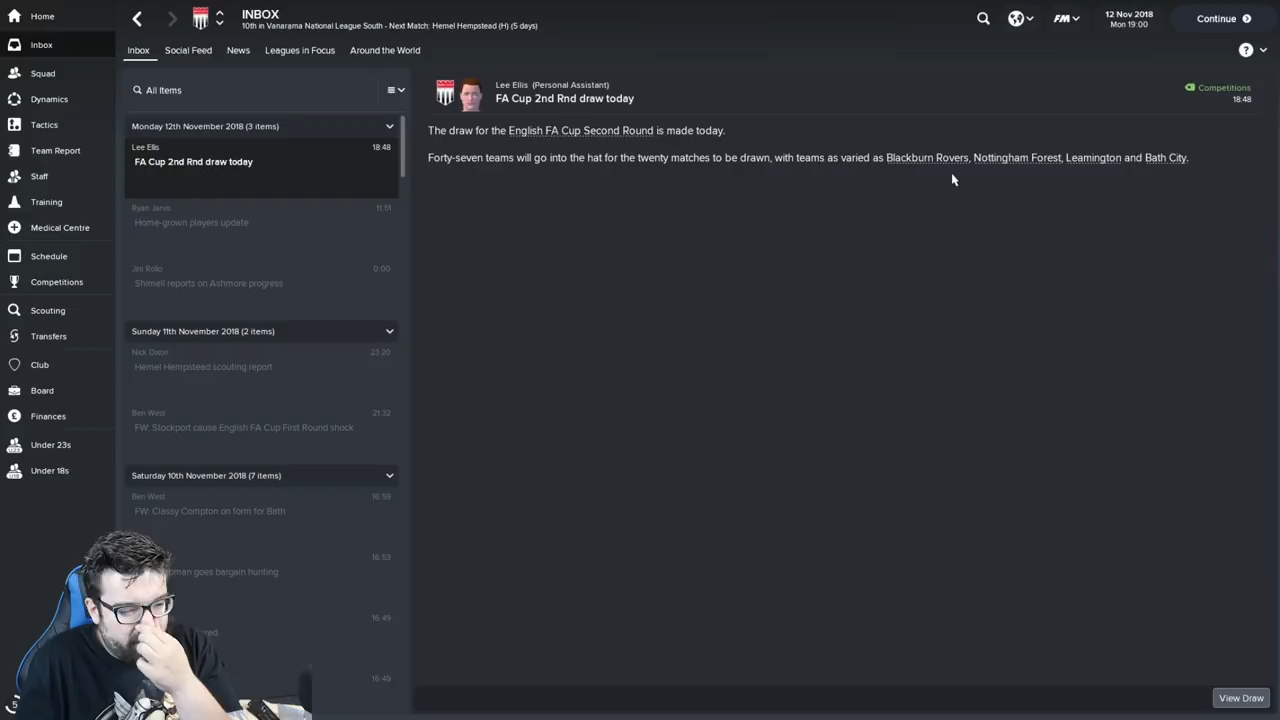 Home
Inbox
Squad
Dynamics
Tactics
Team Report
Staff
Training
Medical Centre
Schedule
Competitions
Scouting
Transfers
Club
Board
Finances
Under 23s
Under 18s
INBOX
10th in Vanarama National League South - Next Match: Hemel Hempstead (H) (5 days)
FM
12 Nov 2018
Mon 19:00
Continue
Inbox
Social Feed
News
Leagues in Focus
Around the World
?
All Items
Monday 12th November 2018 (3 items)
Lee Ellis 18:48
FA Cup 2nd Rnd draw today
Ryan Jarvis 11:51
Home-grown players update
Jim Rollo 0:00
Shimell reports on Ashmore progress
Sunday 11th November 2018 (2 items)
Nick Dixon 23:20
Hemel Hempstead scouting report
Ben West 21:32
FW: Stockport cause English FA Cup First Round shock
Saturday 10th November 2018 (7 items)
Ben West 16:59
FW: Classy Compton on form for Bath
16:53
goes bargain hunting
16:49
16:49
Lee Ellis (Personal Assistant)
FA Cup 2nd Rnd draw today
Competitions
18:48
The draw for the English FA Cup Second Round is made today.
Forty-seven teams will go into the hat for the twenty matches to be drawn, with teams as varied as Blackburn Rovers, Nottingham Forest, Leamington and Bath City.
View Draw